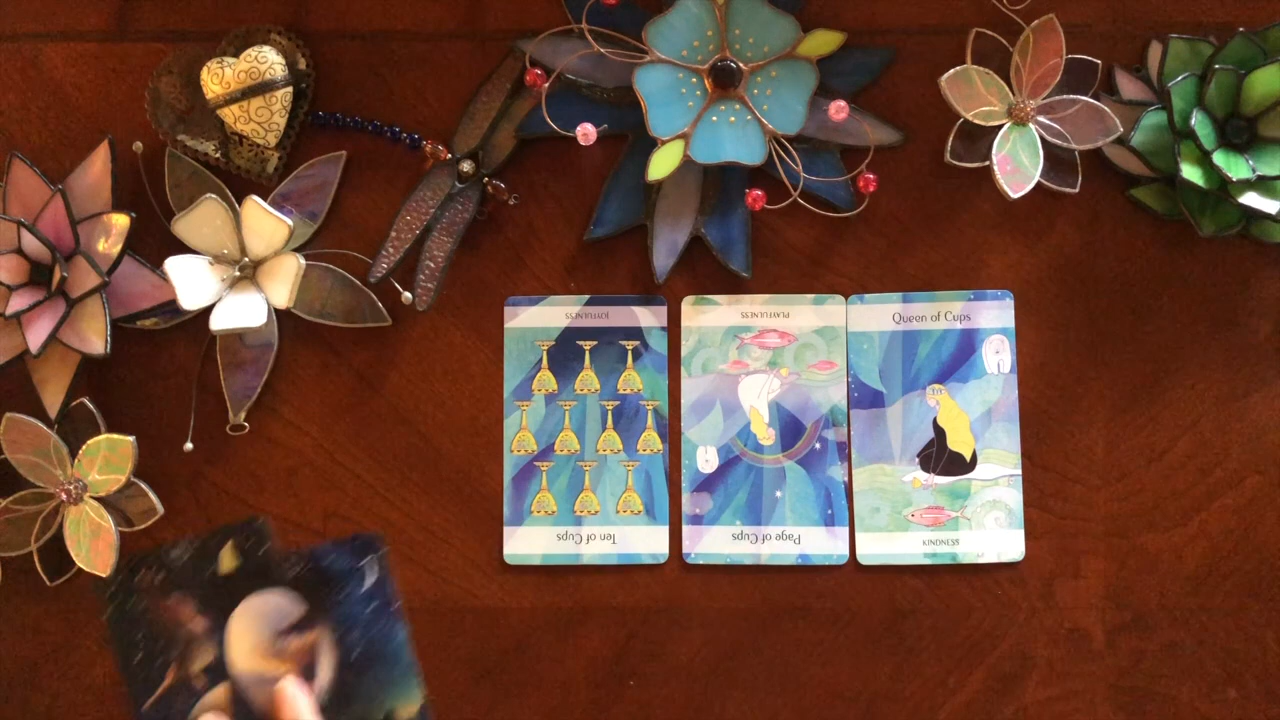 JOYFULNESS
Ten of Cups
PLAYFULNESS
Page of Cups
Queen of Cups
KINDNESS